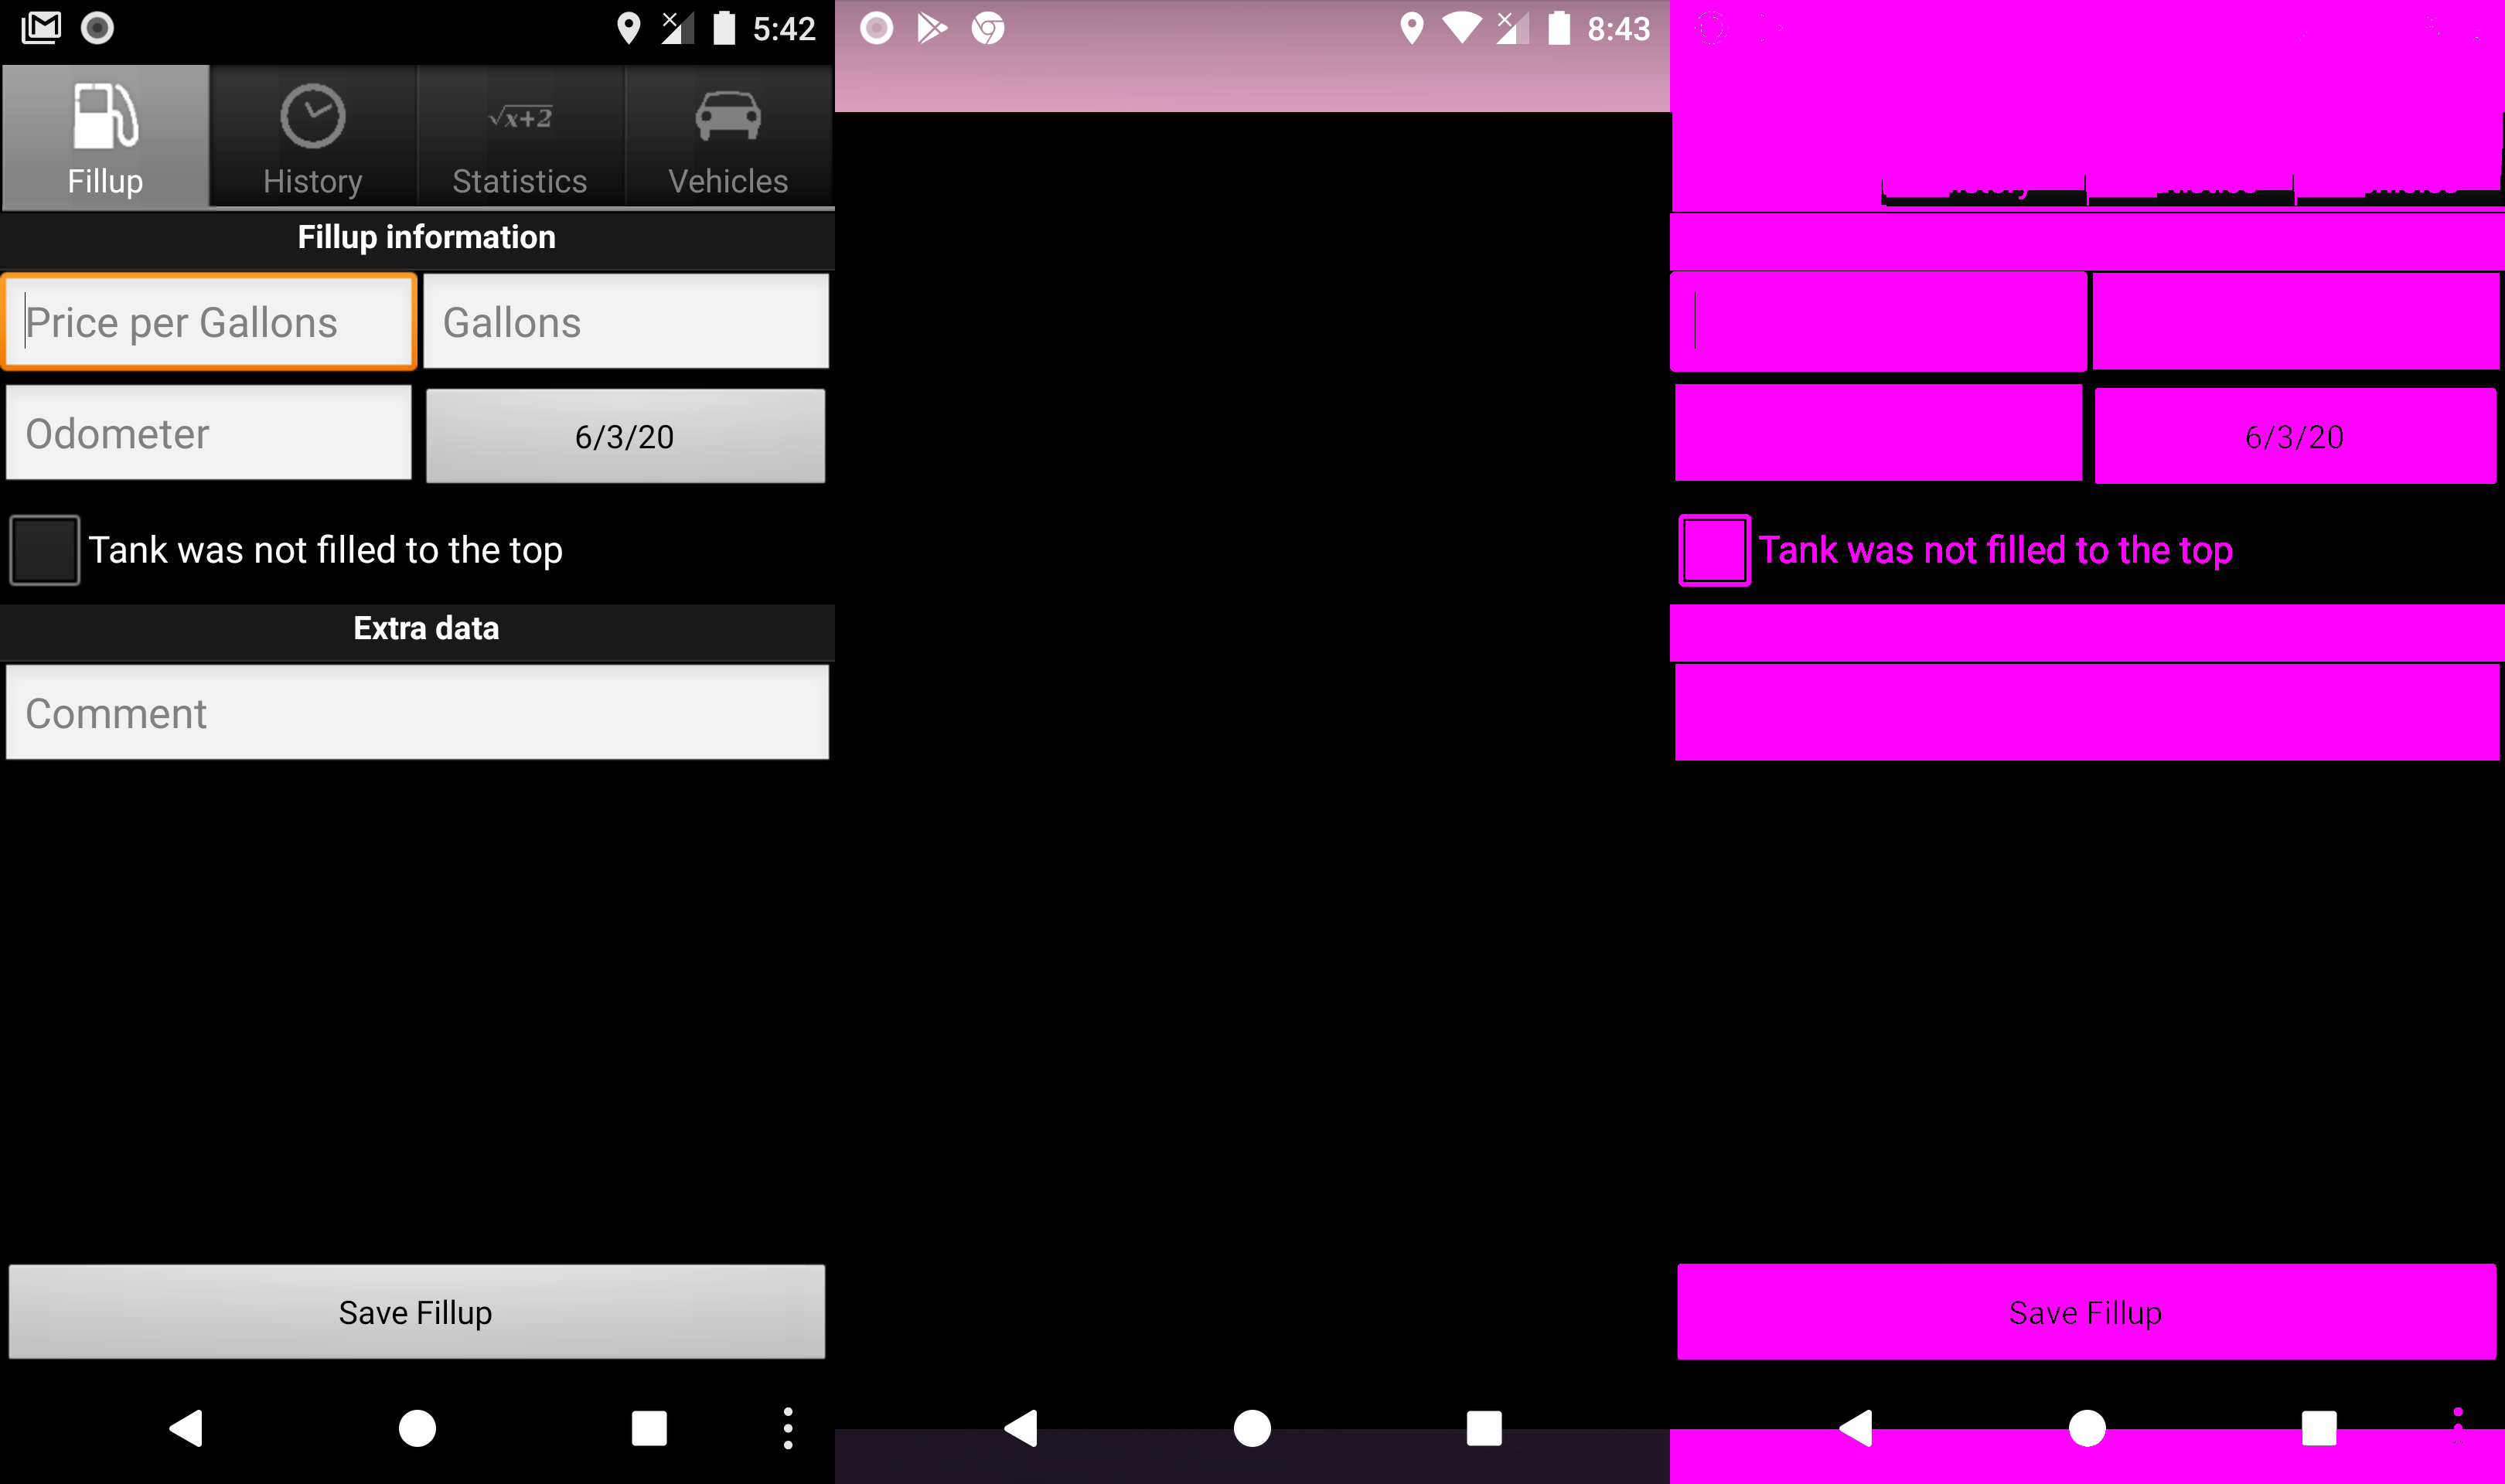 5:42
Fillup
History
√x+2
Statistics
Vehicles
Fillup information
Price per Gallons
Gallons
Odometer
6/3/20
Tank was not filled to the top
Extra data
Comment
Save Fillup
8:43
6/3/20
Tank was not filled to the top
Save Fillup